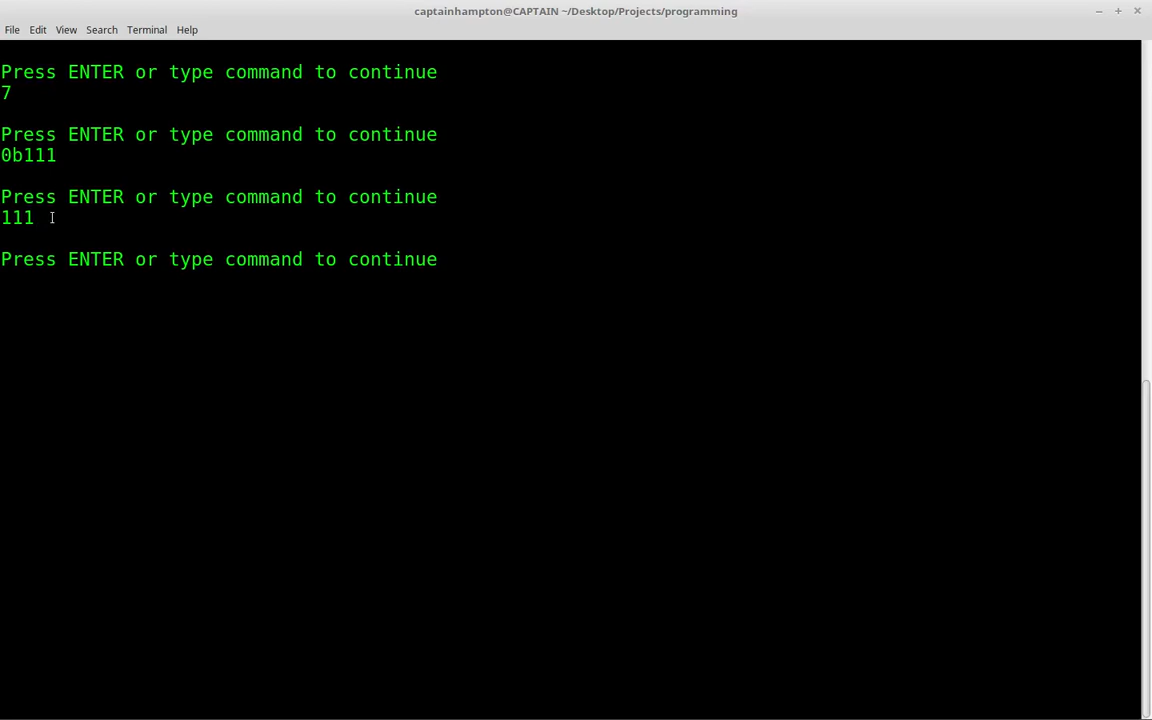 captainhampton@CAPTAIN ~/Desktop/Projects/programming
File Edit View Search Terminal Help
Press ENTER or type command to continue
7
Press ENTER or type command to continue
0b111
Press ENTER or type command to continue
111
Press ENTER or type command to continue